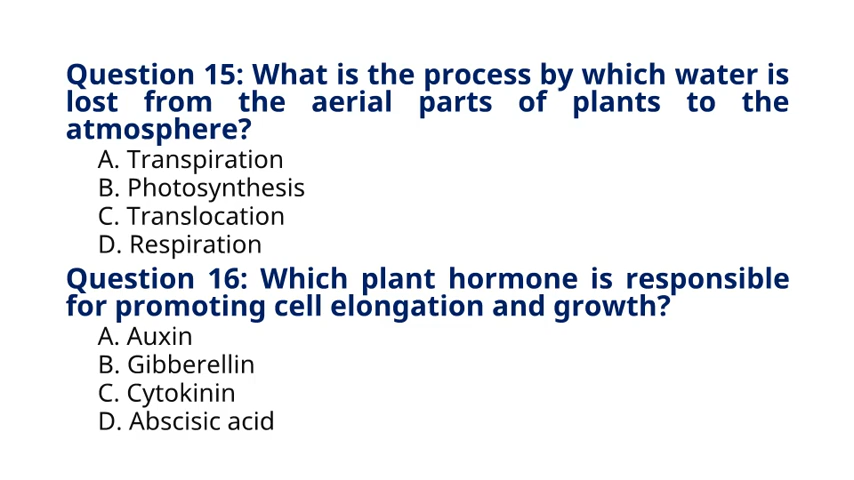 Question 15: What is the process by which water is
lost from the aerial parts of plants to the
atmosphere?
A. Transpiration
B. Photosynthesis
C. Translocation
D. Respiration
Question 16: Which plant hormone is responsible
for promoting cell elongation and growth?
A. Auxin
B. Gibberellin
C. Cytokinin
D. Abscisic acid